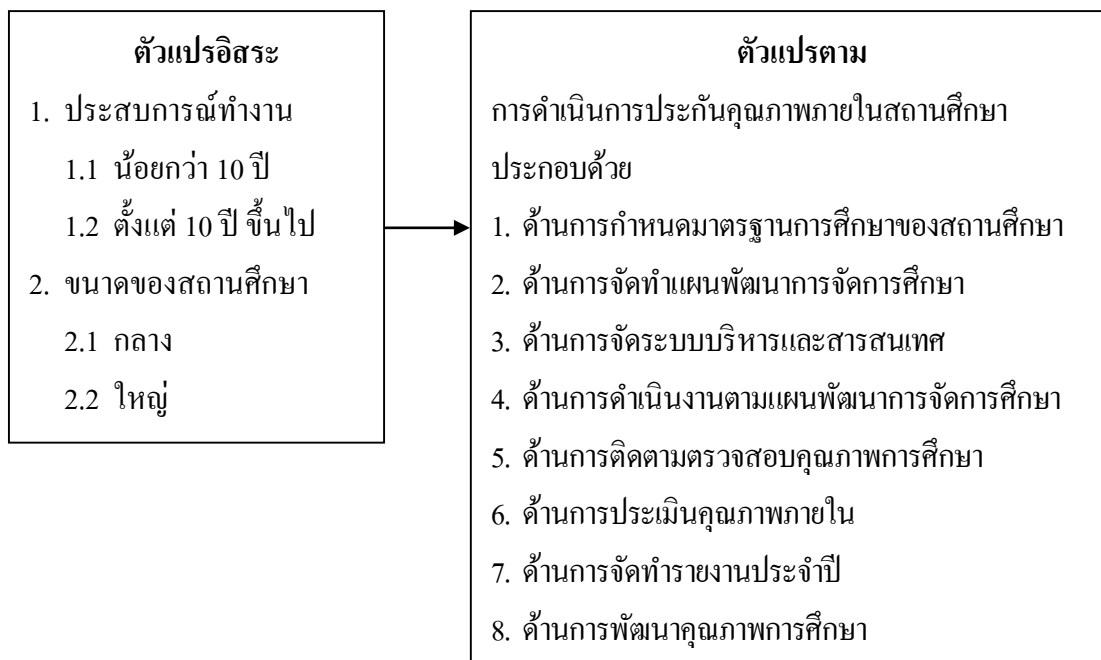 ตัวแปรอิสระ
1. ประสบการณ์ทำงาน
1.1 น้อยกว่า 10 ปี
1.2 ตั้งแต่ 10 ปี ขึ้นไป
2. ขนาดของสถานศึกษา
2.1 กลาง
2.2 ใหญ่
ตัวแปรตาม
การดำเนินการประกันคุณภาพภายในสถานศึกษา
ประกอบด้วย
1. ด้านการกำหนดมาตรฐานการศึกษาของสถานศึกษา
2. ด้านการจัดทำแผนพัฒนาการจัดการศึกษา
3. ด้านการจัดระบบบริหารและสารสนเทศ
4. ด้านการดำเนินงานตามแผนพัฒนาการจัดการศึกษา
5. ด้านการติดตามตรวจสอบคุณภาพการศึกษา
6. ด้านการประเมินคุณภาพภายใน
7. ด้านการจัดทำรายงานประจำปี
8. ด้านการพัฒนาคุณภาพการศึกษา